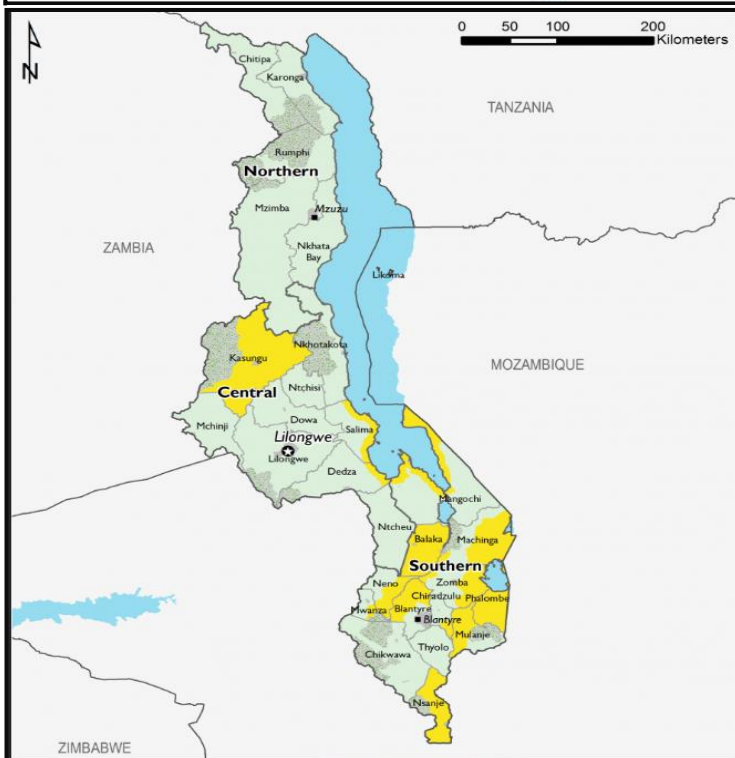 N
0 50 100 200
Kilometers
Chitipa
Karonga
TANZANIA
Rumphi
Northern
Mzimba
Mzuzu
ZAMBIA
Nkhata
Bay
Likoma
Nkhotakota
Kasungu
MOZAMBIQUE
Ntchisi
Central
Mchinji
Dowa
Salima
Lilongwe
Lilongwe
Dedza
Mangochi
Ntcheu
Balaka
Machinga
Southern
Neno
Zomba
Chiradzulu
Phalombe
Mwanza
Blantyre
Blantyre
Mulanje
Thyolo
Chikwawa
Nsanje
ZIMBABWE